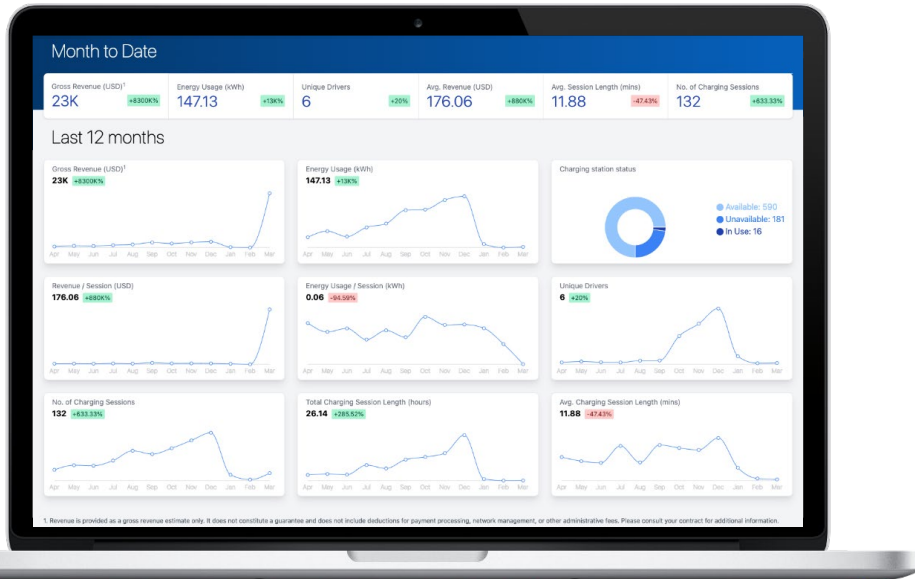 Month to Date
Gross Revenue (USD)¹
23K +8300K%
Energy Usage (kWh)
147.13 +13K%
Unique Drivers
6 +20%
Avg. Revenue (USD)
176.06 +880K%
Avg. Session Length (mins)
11.88 -47.43%
No. of Charging Sessions
132 +633.33%
Last 12 months
Gross Revenue (USD)¹
23K +8300K%
Apr May Jun Jul Aug Sep Oct Nov Dec Jan Feb Mar
Energy Usage (kWh)
147.13 +13K%
Apr May Jun Jul Aug Sep Oct Nov Dec Jan Feb Mar
Charging station status
Available: 590
Unavailable: 181
In Use: 16
Revenue / Session (USD)
176.06 +880K%
Apr May Jun Jul Aug Sep Oct Nov Dec Jan Feb Mar
Energy Usage / Session (kWh)
0.06 -94.59%
Apr May Jun Jul Aug Sep Oct Nov Dec Jan Feb Mar
Unique Drivers
6 +20%
Apr May Jun Jul Aug Sep Oct Nov Dec Jan Feb Mar
No. of Charging Sessions
132 +633.33%
Apr May Jun Jul Aug Sep Oct Nov Dec Jan Feb Mar
Total Charging Session Length (hours)
26.14 +285.52%
Apr May Jun Jul Aug Sep Oct Nov Dec Jan Feb Mar
Avg. Charging Session Length (mins)
11.88 -47.43%
Apr May Jun Jul Aug Sep Oct Nov Dec Jan Feb Mar
1. Revenue is provided as a gross revenue estimate only. It does not constitute a guarantee and does not include deductions for payment processing, network management, or other administrative fees. Please consult your contract for additional information.